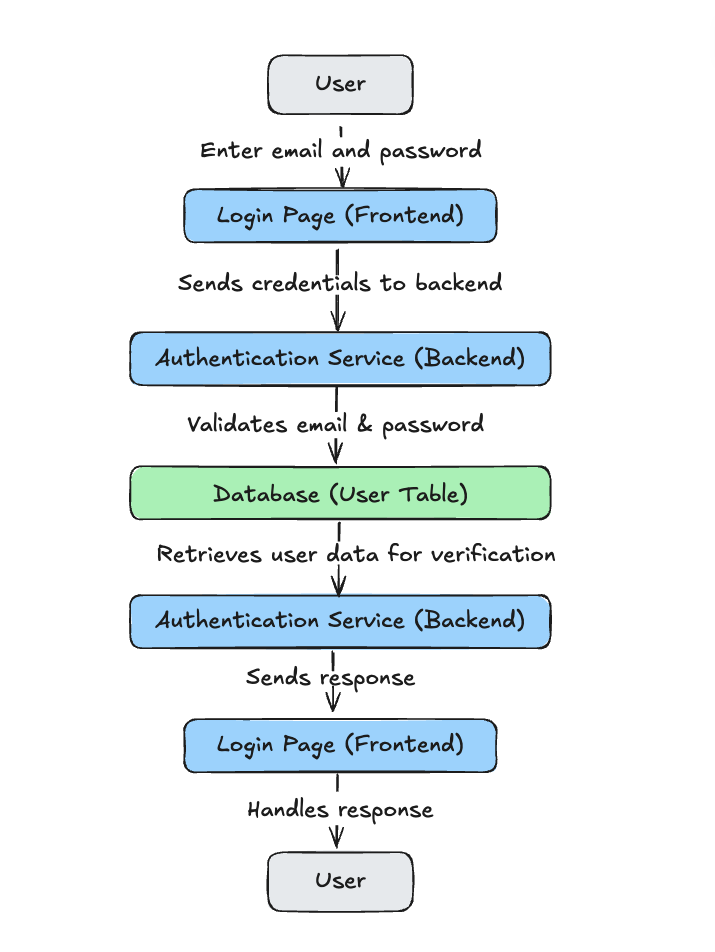 User
Enter email and password
Login Page (Frontend)
Sends credentials to backend
Authentication Service (Backend)
Validates email & password
Database (User Table)
Retrieves user data for verification
Authentication Service (Backend)
Sends response
Login Page (Frontend)
Handles response
User